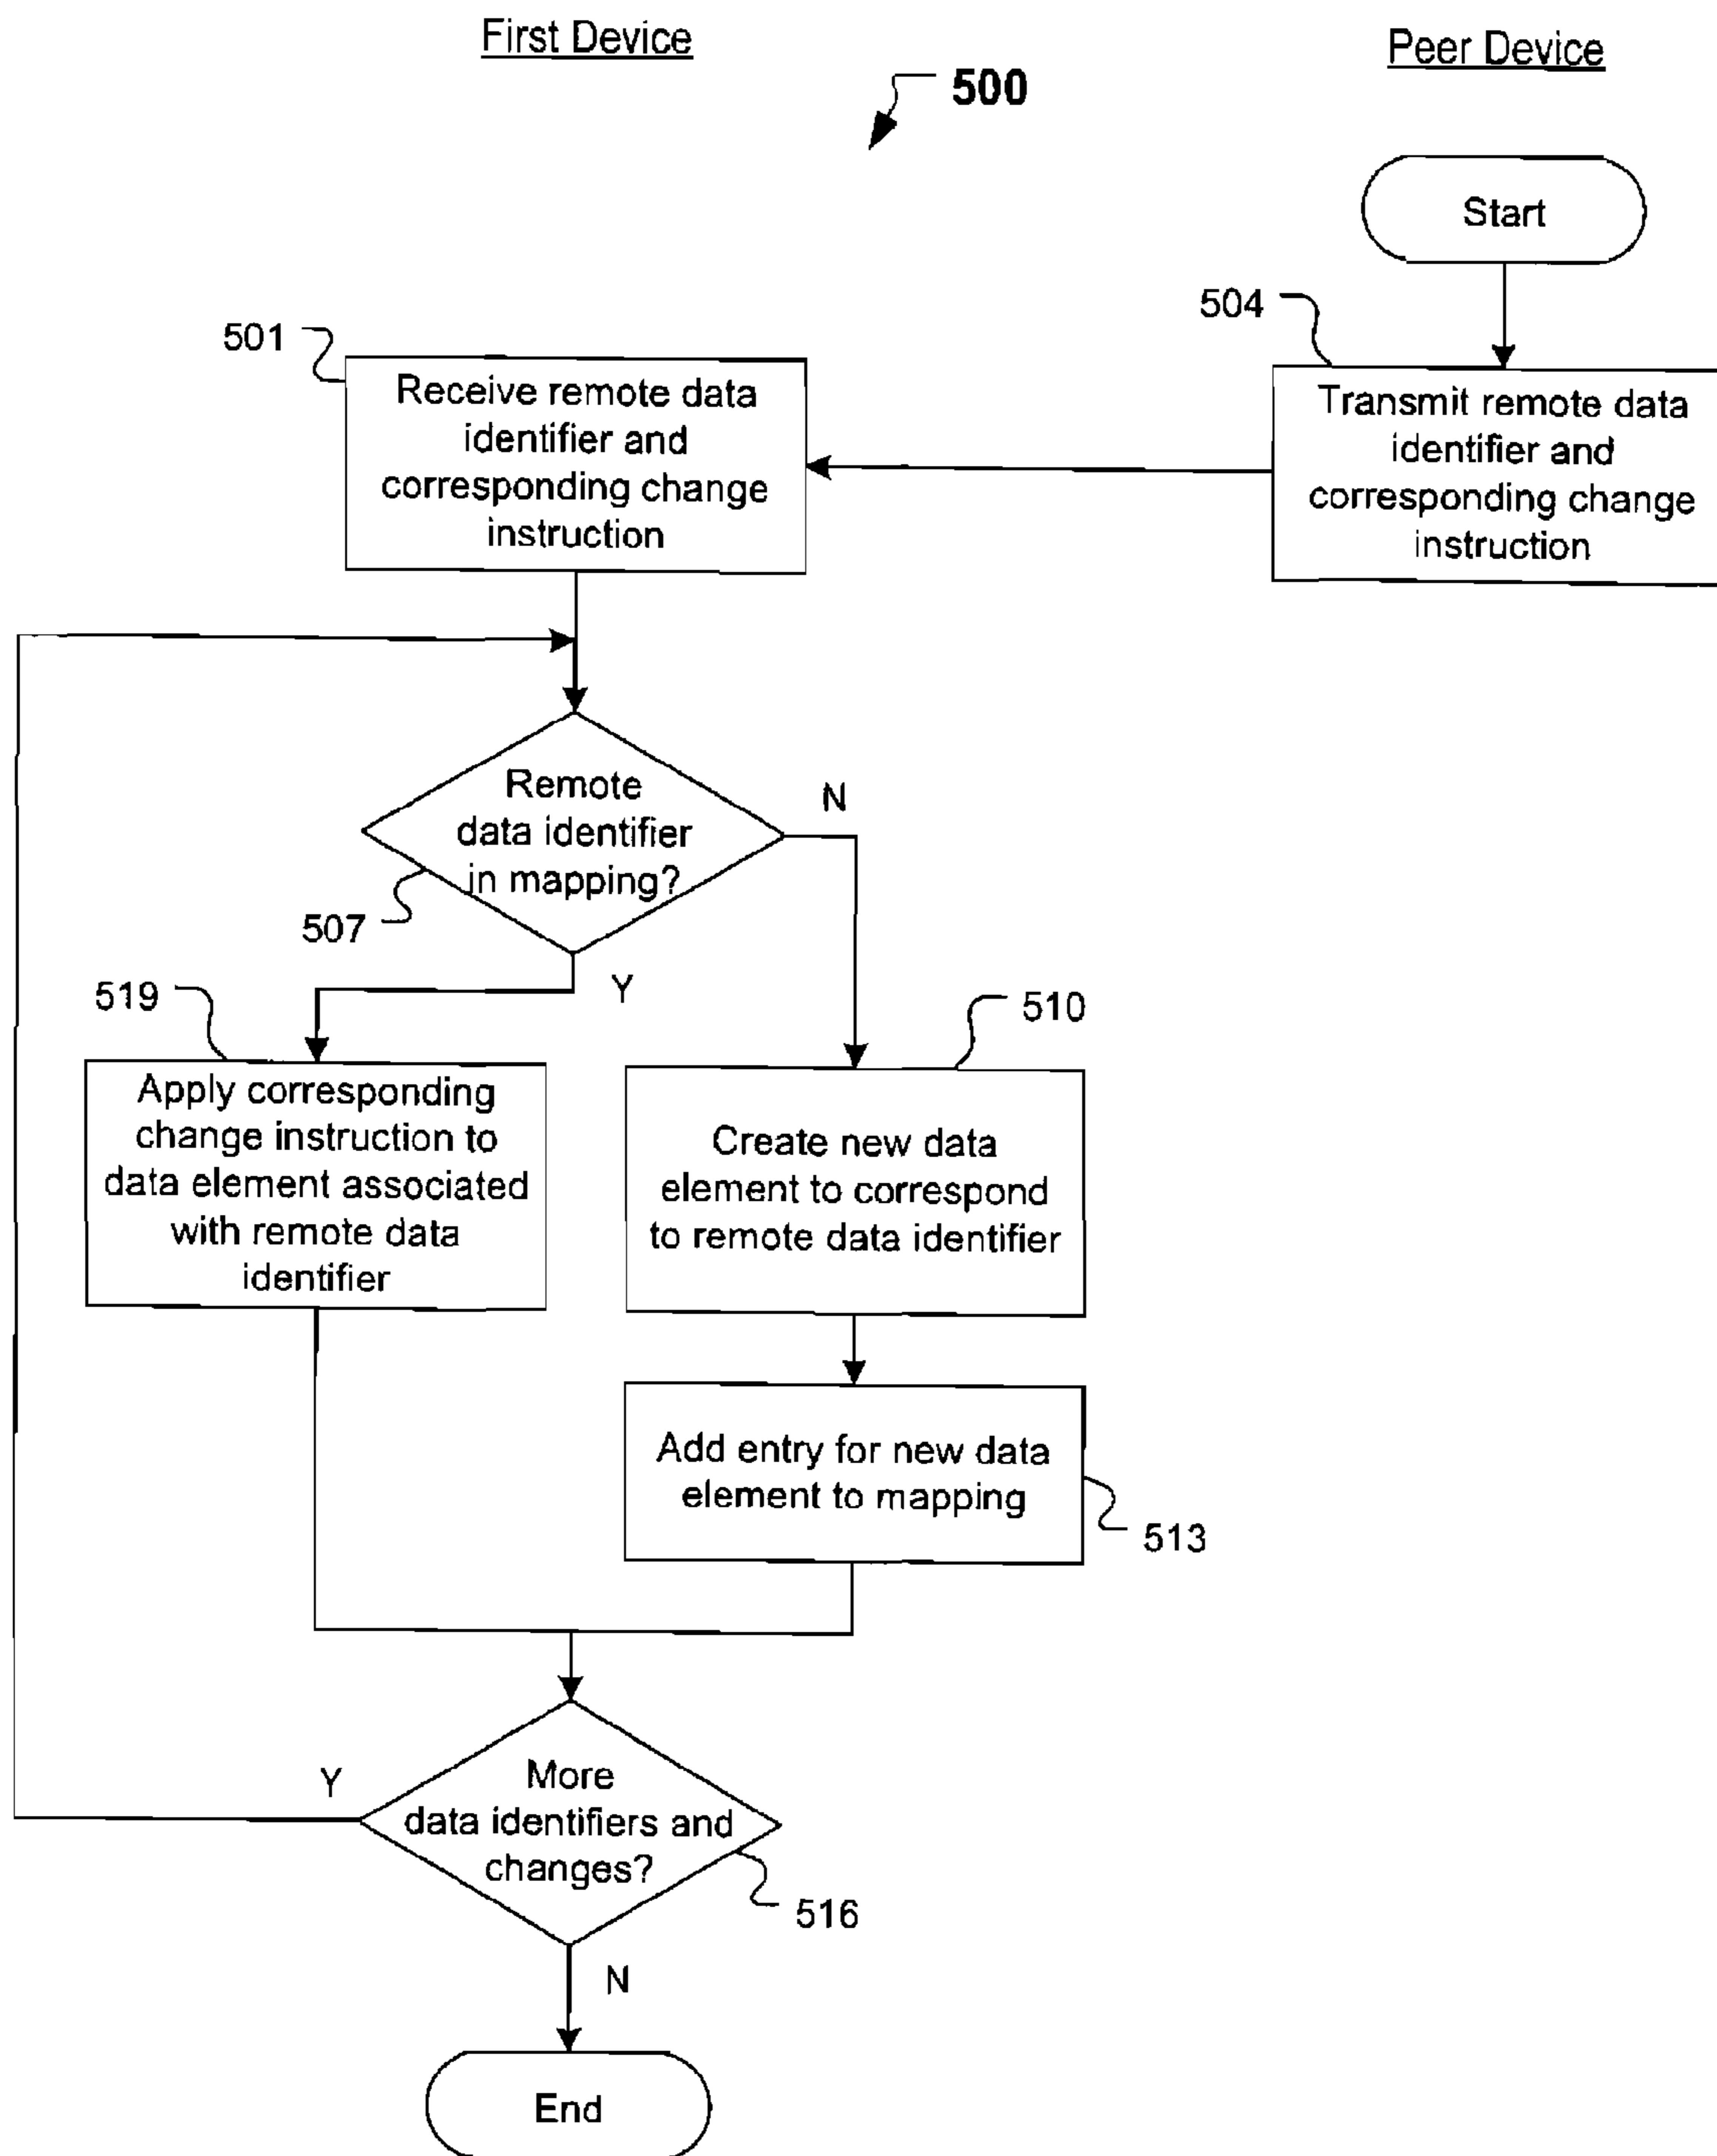 First Device
Peer Device
500
Start
504
501
Receive remote data
identifier and
corresponding change
instruction
Transmit remote data
identifier and
corresponding change
instruction
Remote
data identifier
in mapping?
N
507
Y
519
510
Apply corresponding
change instruction to
data element associated
with remote data
identifier
Create new data
element to correspond
to remote data identifier
Add entry for new data
element to mapping
513
Y
More
data identifiers and
changes?
516
N
End